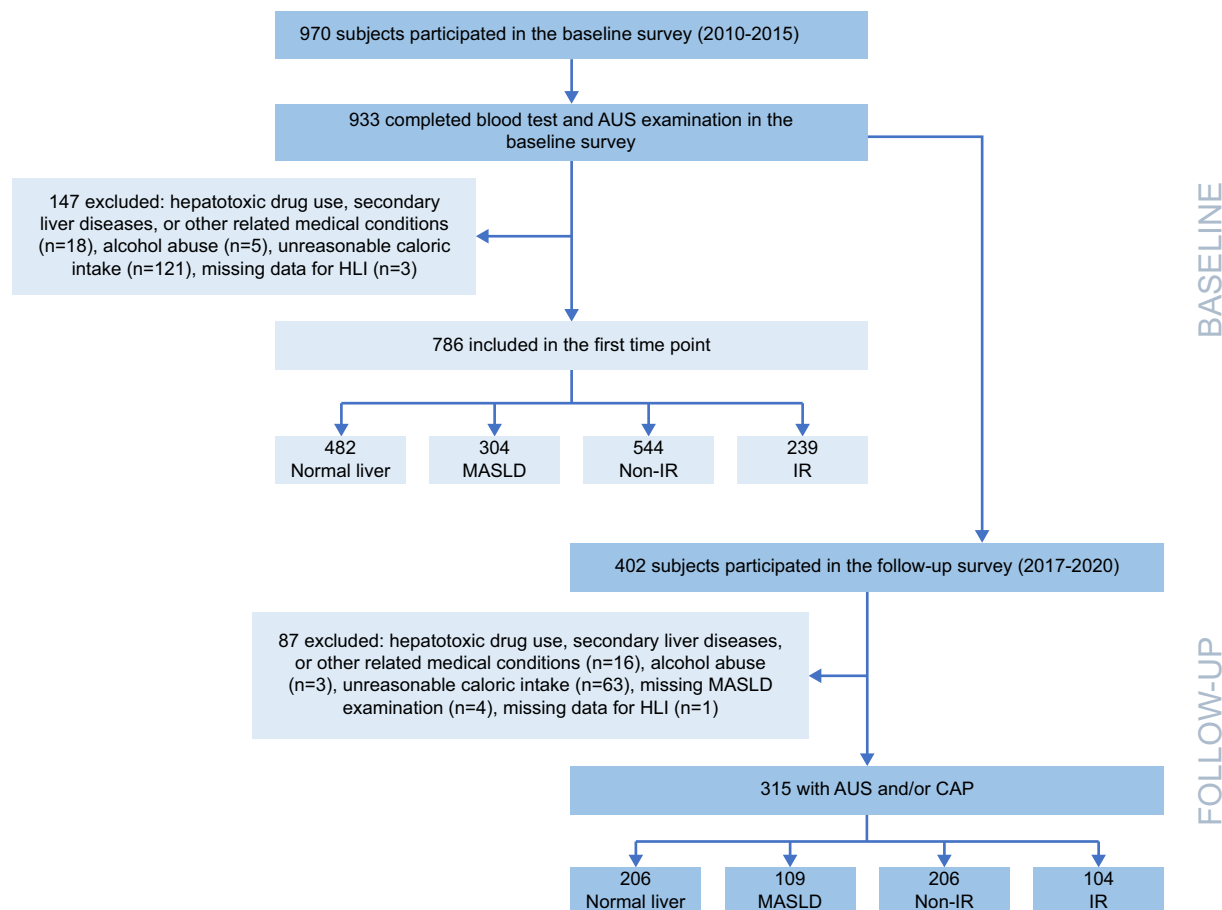 970 subjects participated in the baseline survey (2010-2015)
933 completed blood test and AUS examination in the
baseline survey
147 excluded: hepatotoxic drug use, secondary
liver diseases, or other related medical conditions
(n=18), alcohol abuse (n=5), unreasonable caloric
intake (n=121), missing data for HLI (n=3)
786 included in the first time point
482
Normal liver
304
MASLD
544
Non-IR
239
IR
BASELINE
402 subjects participated in the follow-up survey (2017-2020)
87 excluded: hepatotoxic drug use, secondary liver diseases,
or other related medical conditions (n=16), alcohol abuse
(n=3), unreasonable caloric intake (n=63), missing MASLD
examination (n=4), missing data for HLI (n=1)
315 with AUS and/or CAP
206
Normal liver
109
MASLD
206
Non-IR
104
IR
FOLLOW-UP